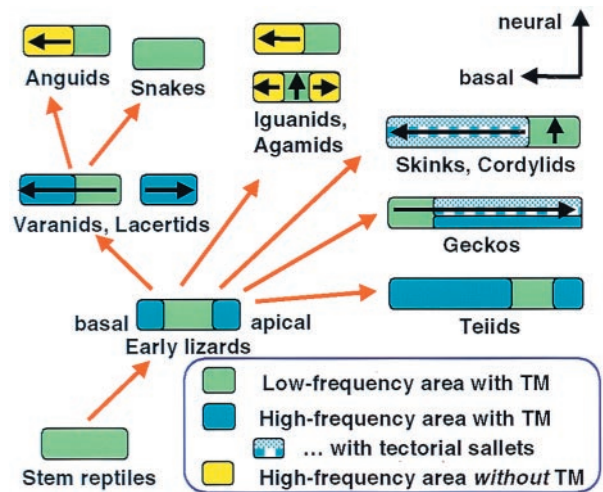 neural
basal
Anguids
Snakes
Iguanids,
Agamids
Skinks, Cordylids
Varanids, Lacertids
Geckos
basal
apical
Early lizards
Teiids
Stem reptiles
Low-frequency area with TM
High-frequency area with TM
... with tectorial sallets
High-frequency area without TM